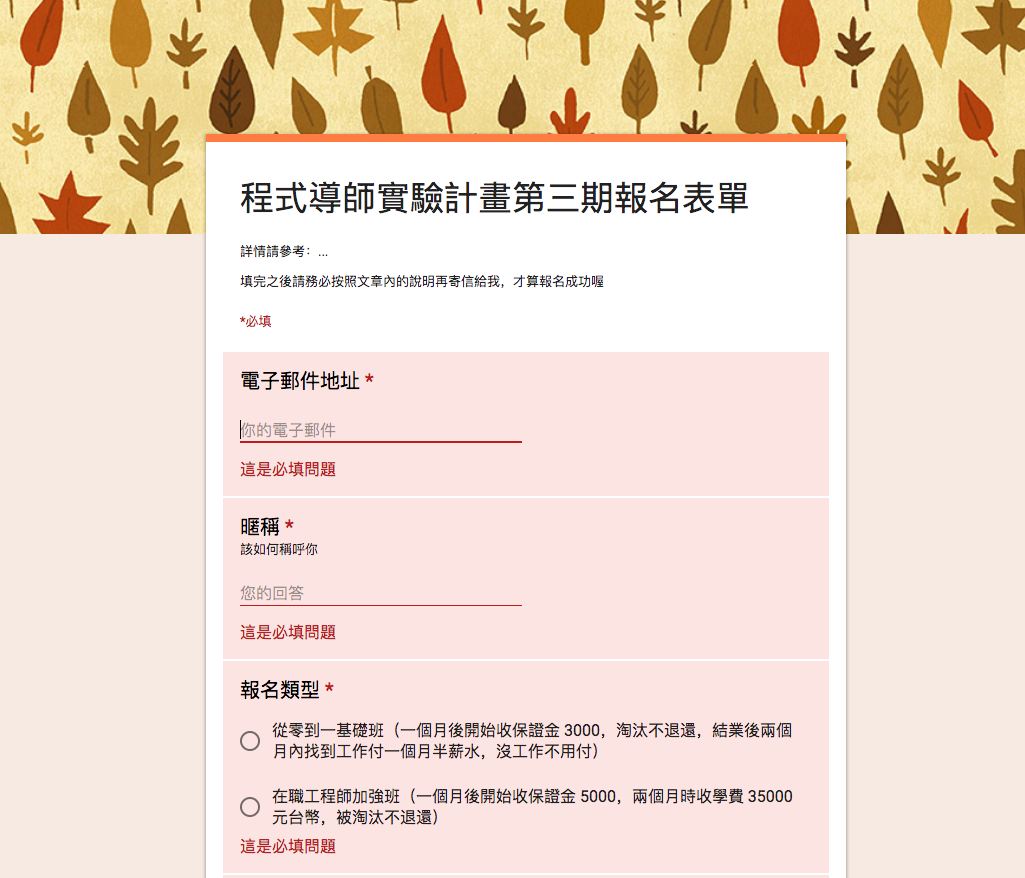 程式導師實驗計畫第三期報名表單
詳情請參考：...
填完之後請務必按照文章內的說明再寄信給我，才算報名成功喔
*必填
電子郵件地址 *
你的電子郵件
這是必填問題
暱稱 *
該如何稱呼你
您的回答
這是必填問題
報名類型 *
從零到一基礎班（一個月後開始收保證金 3000，淘汰不退還，結業後兩個
月內找到工作付一個月半薪水，沒工作不用付）
在職工程師加強班（一個月後開始收保證金 5000，兩個月時收學費 35000
元台幣，被淘汰不退還）
這是必填問題